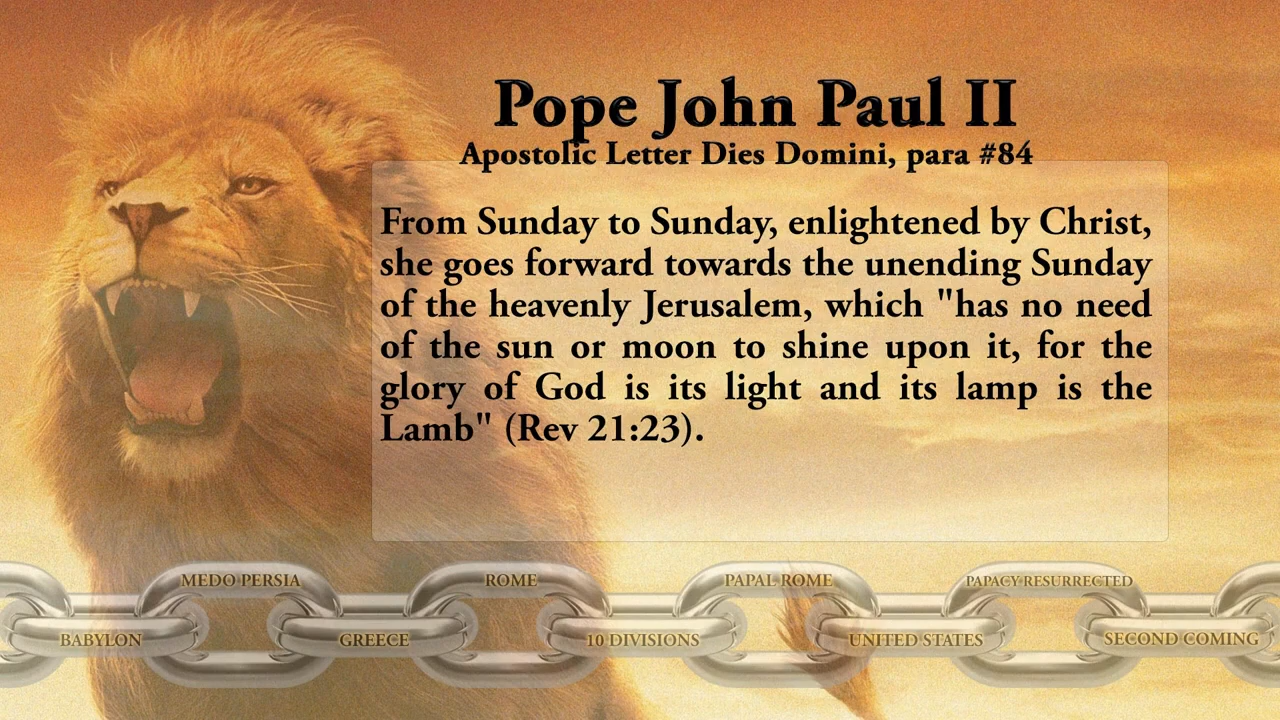 Pope John Paul II
Apostolic Letter Dies Domini, para #84
From Sunday to Sunday, enlightened by Christ,
she goes forward towards the unending Sunday
of the heavenly Jerusalem, which "has no need
of the sun or moon to shine upon it, for the
glory of God is its light and its lamp is the
Lamb" (Rev 21:23).
MEDO PERSIA ROME PAPAL ROME PAPACY RESURRECTED
BABYLON GREECE 10 DIVISIONS UNITED STATES SECOND COMING